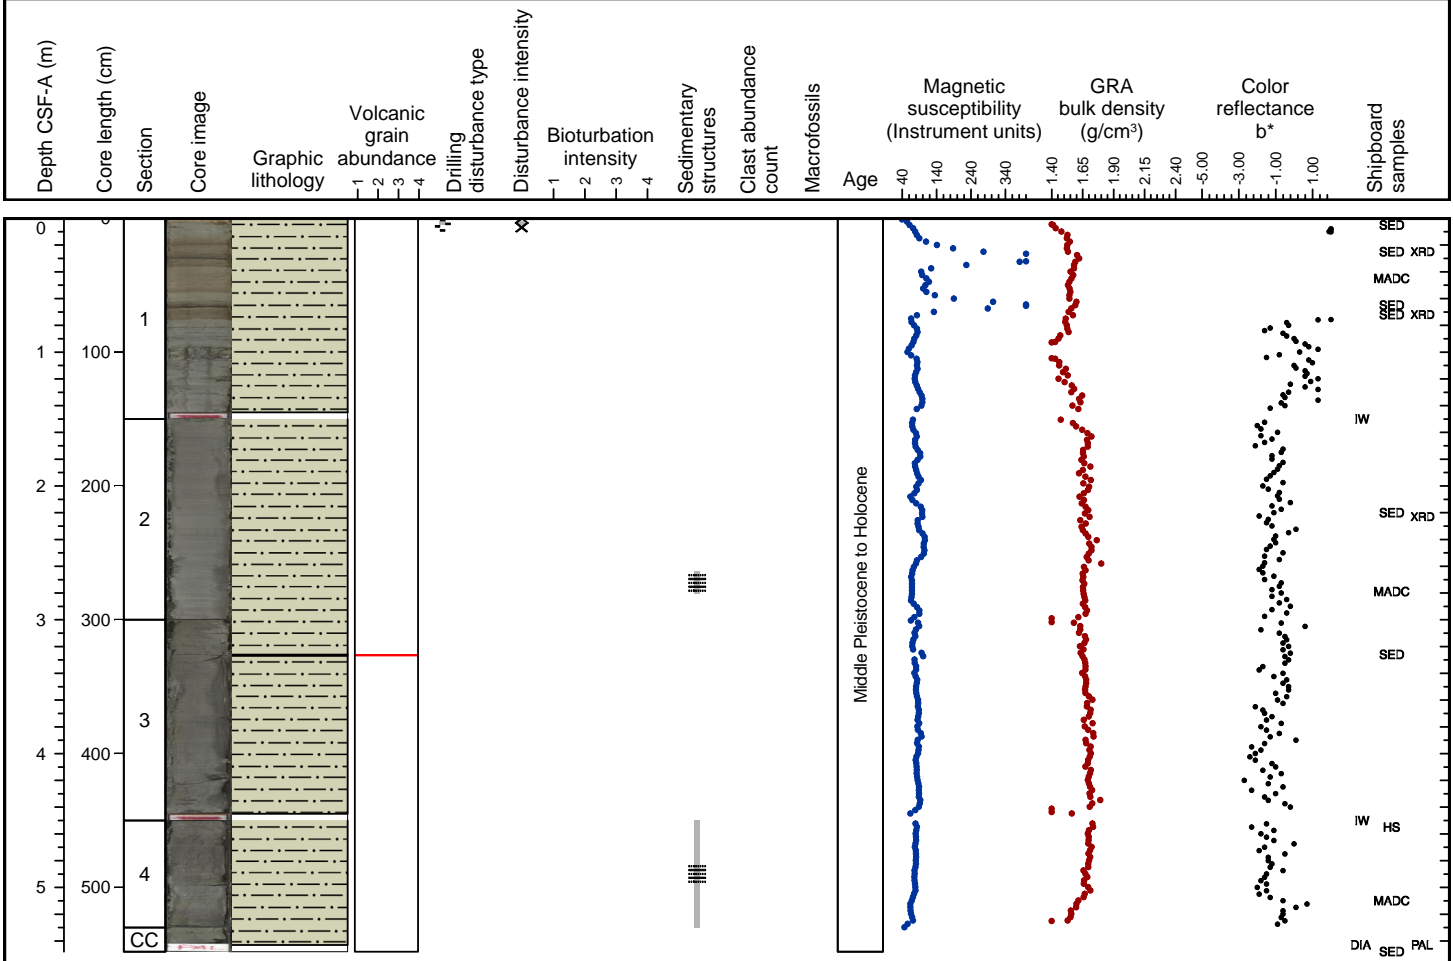 Depth CSF-A (m)
Core length (cm)
Section
Core image
Graphic
lithology
Volcanic
grain
abundance
1 2 3 4
Drilling
disturbance type
Disturbance intensity
Bioturbation
intensity
1 2 3 4
Sedimentary
structures
Clast abundance
count
Macrofossils
Age
Magnetic
susceptibility
(Instrument units)
40 140 240 340
GRA
bulk density
(g/cm³)
1.40 1.65 1.90 2.15 2.40
Color
reflectance
b*
-5.00 -3.00 -1.00 1.00
Shipboard
samples
0 0 SED
SED XRD
MADC
SED
SED XRD
1
1 100
IW
2 200
2 SED XRD
MADC
3 300
SED
Middle Pleistocene to Holocene
3
4 400
IW HS
4
5 500
MADC
CC
DIA SED PAL